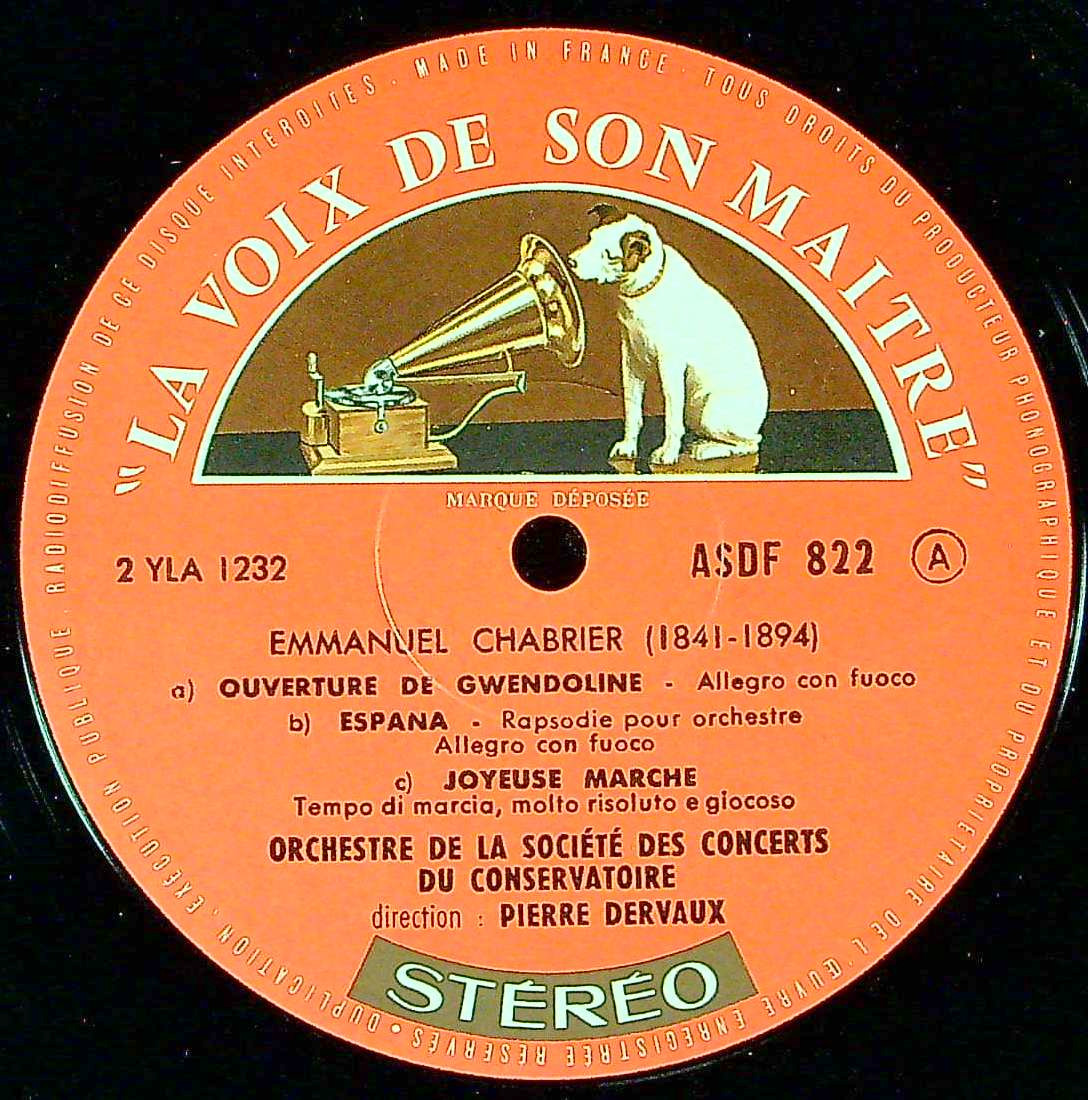 MADE IN FRANCE · TOUS DROITS DU PRODUCTEUR PHONOGRAPHIQUE ET DU PROPRIÉTAIRE DE L'ŒUVRE ENREGISTRÉE RÉSERVÉS • DUPLICATION, EXÉCUTION PUBLIQUE, RADIODIFFUSION DE CE DISQUE INTERDITES ·
"LA VOIX DE SON MAITRE"
MARQUE DÉPOSÉE
2 YLA 1232
ASDF 822 A
EMMANUEL CHABRIER (1841-1894)
a) OUVERTURE DE GWENDOLINE - Allegro con fuoco
b) ESPANA - Rapsodie pour orchestre
Allegro con fuoco
c) JOYEUSE MARCHE
Tempo di marcia, molto risoluto e giocoso
ORCHESTRE DE LA SOCIÉTÉ DES CONCERTS
DU CONSERVATOIRE
direction : PIERRE DERVAUX
STÉRÉO